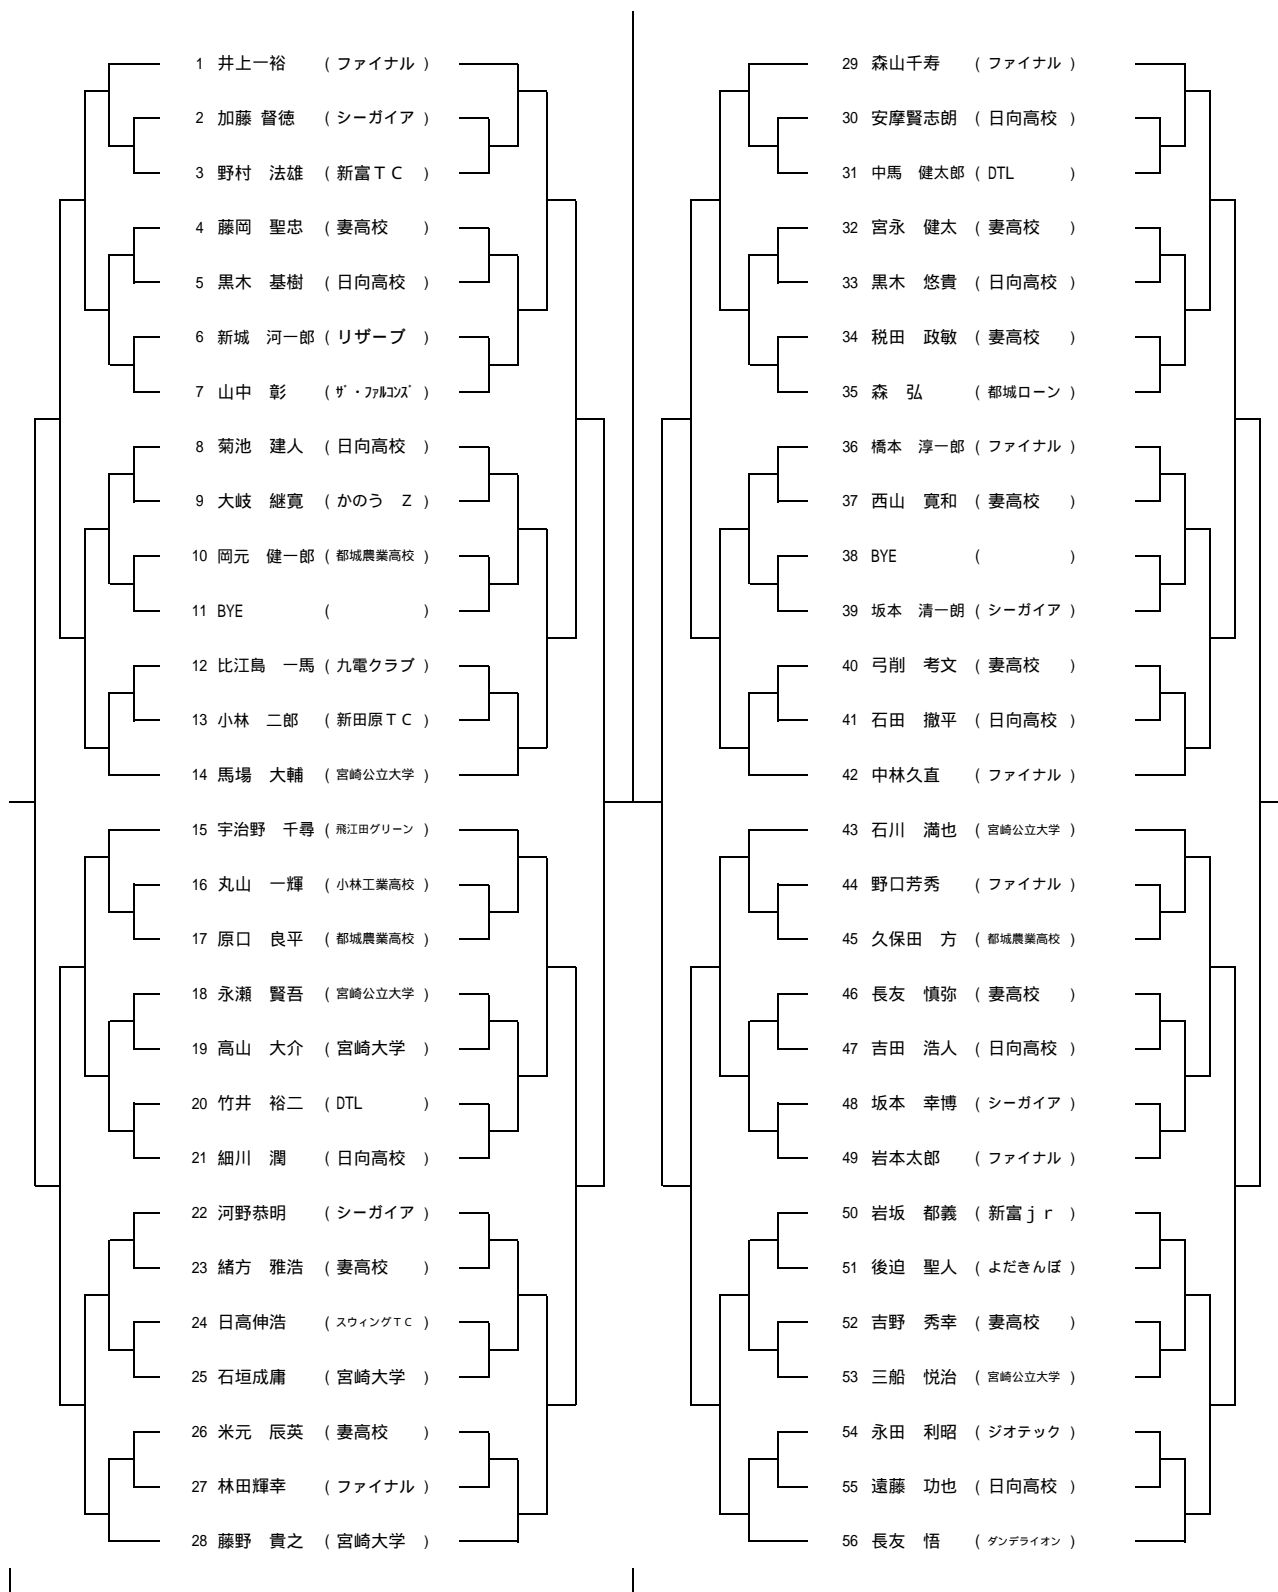 1 井上一裕 ( ファイナル )
2 加藤 督徳 ( シーガイア )
3 野村 法雄 ( 新富ＴＣ )
4 藤岡 聖忠 ( 妻高校 )
5 黒木 基樹 ( 日向高校 )
6 新城 河一郎 ( リザーブ )
7 山中 彰 ( ｻﾞ・ﾌｧﾙｺﾝｽﾞ )
8 菊池 建人 ( 日向高校 )
9 大岐 継寛 ( かのう Ｚ )
10 岡元 健一郎 ( 都城農業高校 )
11 BYE ( )
12 比江島 一馬 ( 九電クラブ )
13 小林 二郎 ( 新田原ＴＣ )
14 馬場 大輔 ( 宮崎公立大学 )
15 宇治野 千尋 ( 飛江田グリーン )
16 丸山 一輝 ( 小林工業高校 )
17 原口 良平 ( 都城農業高校 )
18 永瀬 賢吾 ( 宮崎公立大学 )
19 高山 大介 ( 宮崎大学 )
20 竹井 裕二 ( DTL )
21 細川 潤 ( 日向高校 )
22 河野恭明 ( シーガイア )
23 緒方 雅浩 ( 妻高校 )
24 日高伸浩 ( スウィングＴＣ )
25 石垣成庸 ( 宮崎大学 )
26 米元 辰英 ( 妻高校 )
27 林田輝幸 ( ファイナル )
28 藤野 貴之 ( 宮崎大学 )
29 森山千寿 ( ファイナル )
30 安摩賢志朗 ( 日向高校 )
31 中馬 健太郎 ( DTL )
32 宮永 健太 ( 妻高校 )
33 黒木 悠貴 ( 日向高校 )
34 税田 政敏 ( 妻高校 )
35 森 弘 ( 都城ローン )
36 橋本 淳一郎 ( ファイナル )
37 西山 寛和 ( 妻高校 )
38 BYE ( )
39 坂本 清一朗 ( シーガイア )
40 弓削 考文 ( 妻高校 )
41 石田 撤平 ( 日向高校 )
42 中林久直 ( ファイナル )
43 石川 満也 ( 宮崎公立大学 )
44 野口芳秀 ( ファイナル )
45 久保田 方 ( 都城農業高校 )
46 長友 慎弥 ( 妻高校 )
47 吉田 浩人 ( 日向高校 )
48 坂本 幸博 ( シーガイア )
49 岩本太郎 ( ファイナル )
50 岩坂 都義 ( 新富ｊｒ )
51 後迫 聖人 ( よだきんぼ )
52 吉野 秀幸 ( 妻高校 )
53 三船 悦治 ( 宮崎公立大学 )
54 永田 利昭 ( ジオテック )
55 遠藤 功也 ( 日向高校 )
56 長友 悟 ( ダンデライオン )